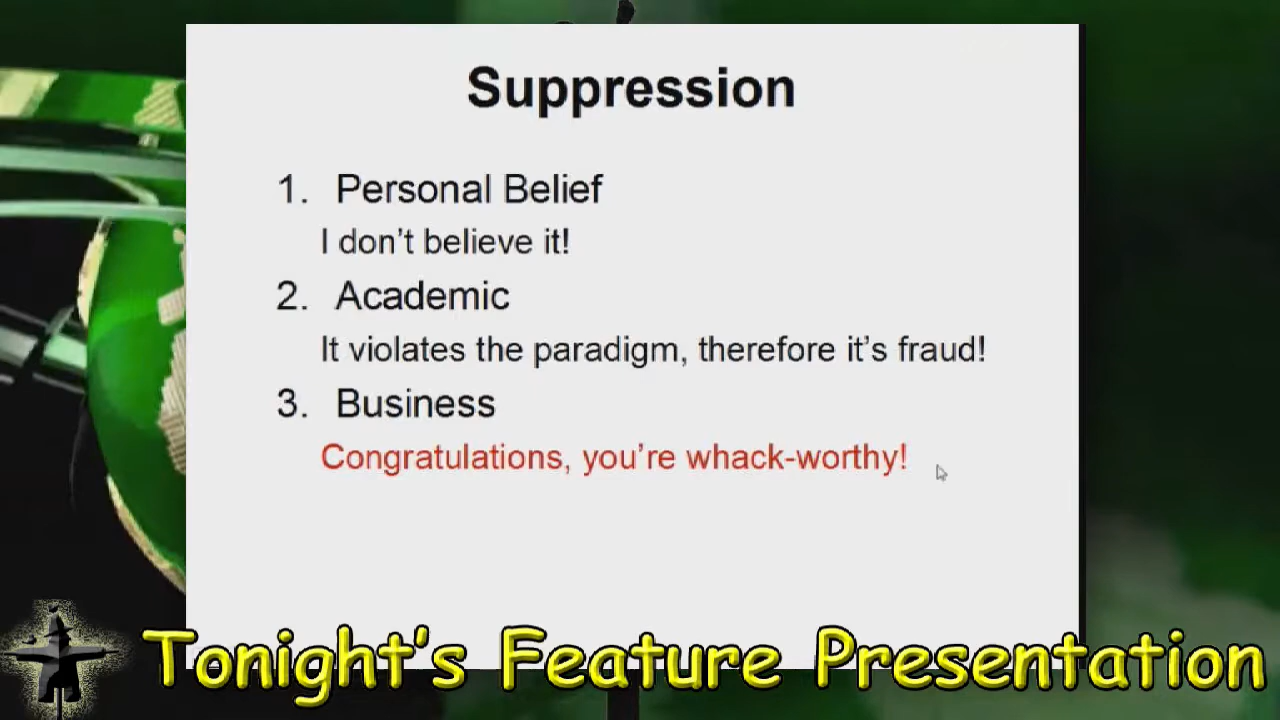 Suppression
1. Personal Belief
I don't believe it!
2. Academic
It violates the paradigm, therefore it's fraud!
3. Business
Congratulations, you're whack-worthy!
Tonight's Feature Presentation